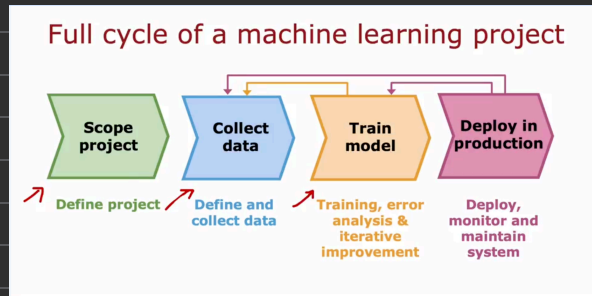 Full cycle of a machine learning project
Scope
project
Collect
data
Train
model
Deploy in
production
Define project
Define and
collect data
Training, error
analysis &
iterative
improvement
Deploy,
monitor and
maintain
system